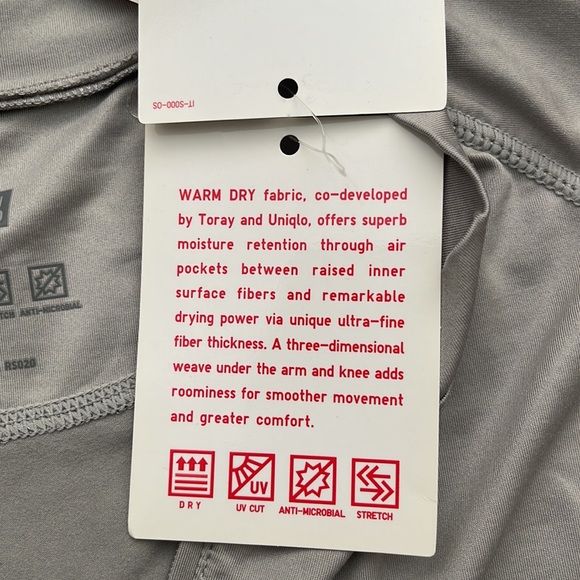 SO-000S-1T
WARM DRY fabric, co-developed
by Toray and Uniqlo, offers superb
moisture retention through air
pockets between raised inner
surface fibers and remarkable
drying power via unique ultra-fine
fiber thickness. A three-dimensional
weave under the arm and knee adds
roominess for smoother movement
and greater comfort.
UV
DRY UV CUT ANTI-MICROBIAL STRETCH
ANTI-MICROBIAL
RS020